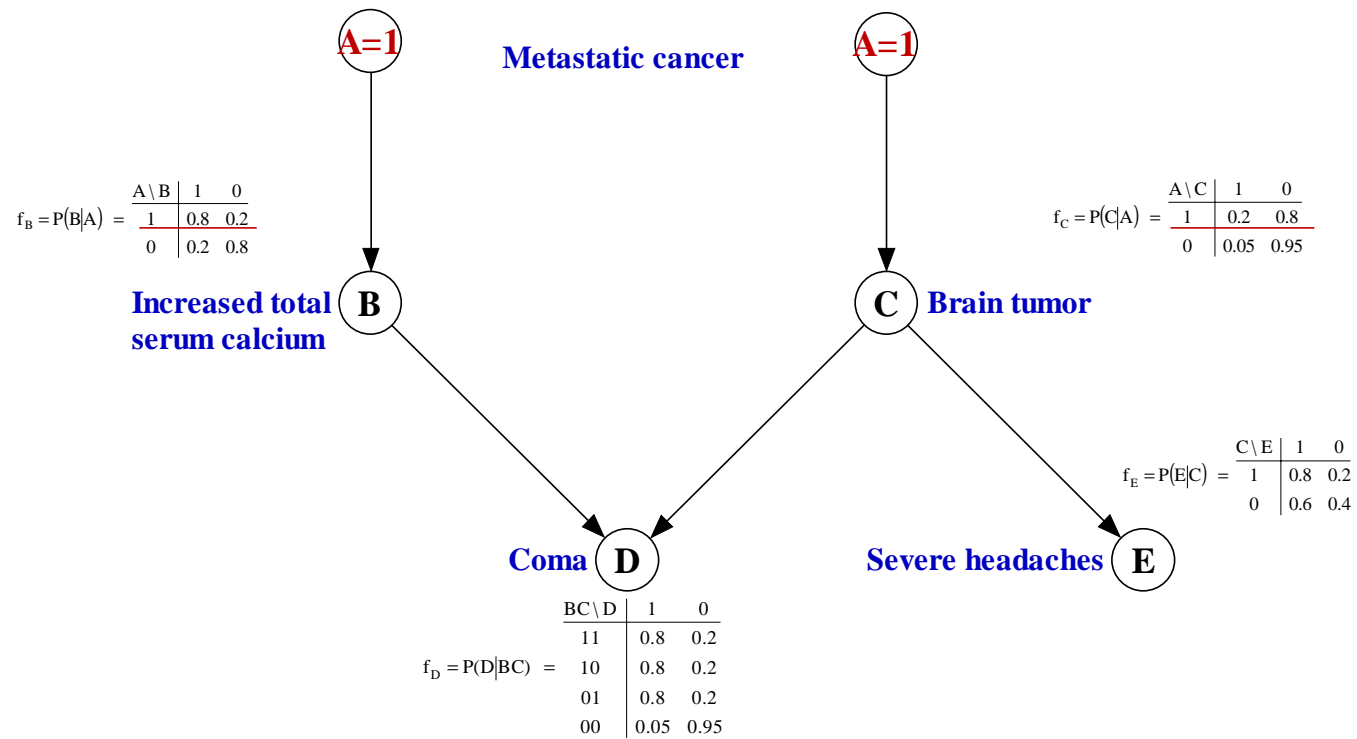 A=1
Metastatic cancer
A=1
f_B = P(B|A) =
A\B | 1 0
1 | 0.8 0.2
0 | 0.2 0.8
f_C = P(C|A) =
A\C | 1 0
1 | 0.2 0.8
0 | 0.05 0.95
Increased total
serum calcium
B
C
Brain tumor
f_E = P(E|C) =
C\E | 1 0
1 | 0.8 0.2
0 | 0.6 0.4
Coma
D
Severe headaches
E
f_D = P(D|BC) =
BC\D | 1 0
11 | 0.8 0.2
10 | 0.8 0.2
01 | 0.8 0.2
00 | 0.05 0.95